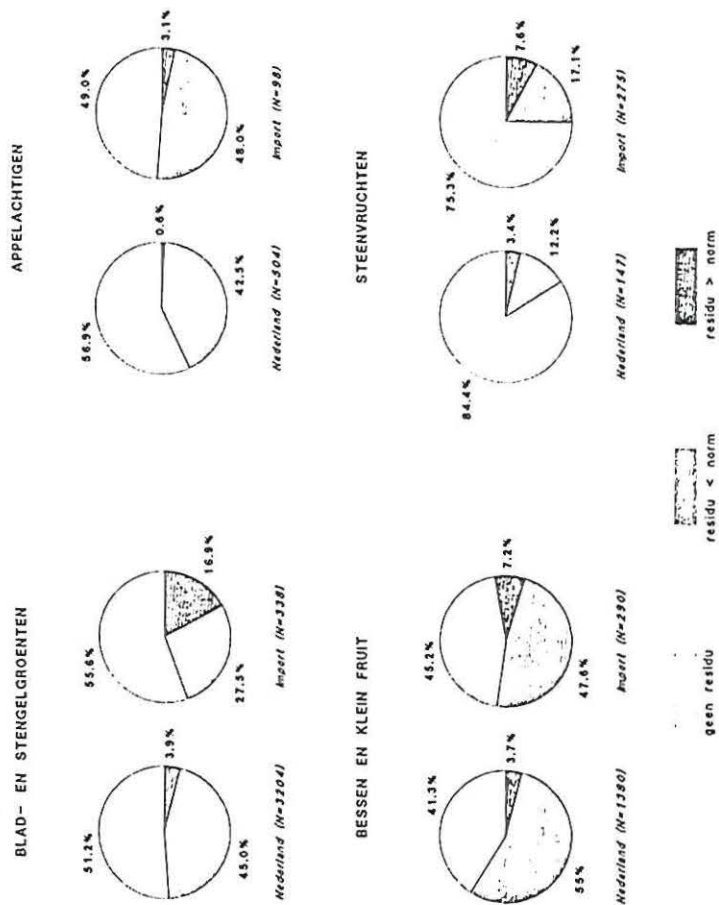 BLAD- EN STENGELGROENTEN
51.2%
3.9%
45.0%
Nederland (N=3204)
55.6%
16.9%
27.5%
Import (N=338)
APPELACHTIGEN
56.9%
0.6%
42.5%
Nederland (N=304)
49.0%
3.1%
48.0%
Import (N=98)
BESSEN EN KLEIN FRUIT
41.3%
3.7%
55%
Nederland (N=1380)
45.2%
7.2%
47.6%
Import (N=290)
STEENVRUCHTEN
84.4%
3.4%
12.2%
Nederland (N=147)
75.3%
7.6%
17.1%
Import (N=275)
geen residu
residu < norm
residu > norm